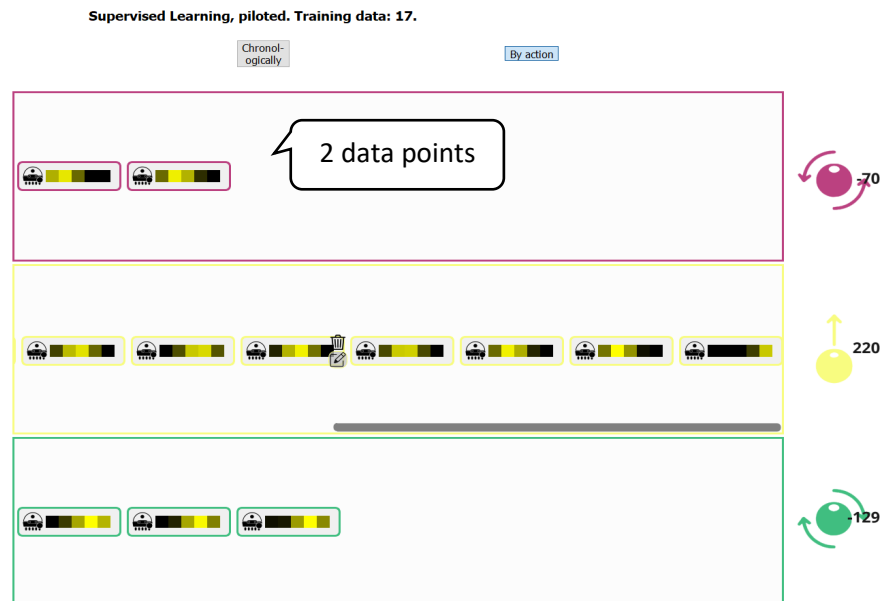 Supervised Learning, piloted. Training data: 17.
Chronol-
ogically
By action
2 data points
-70
220
-129